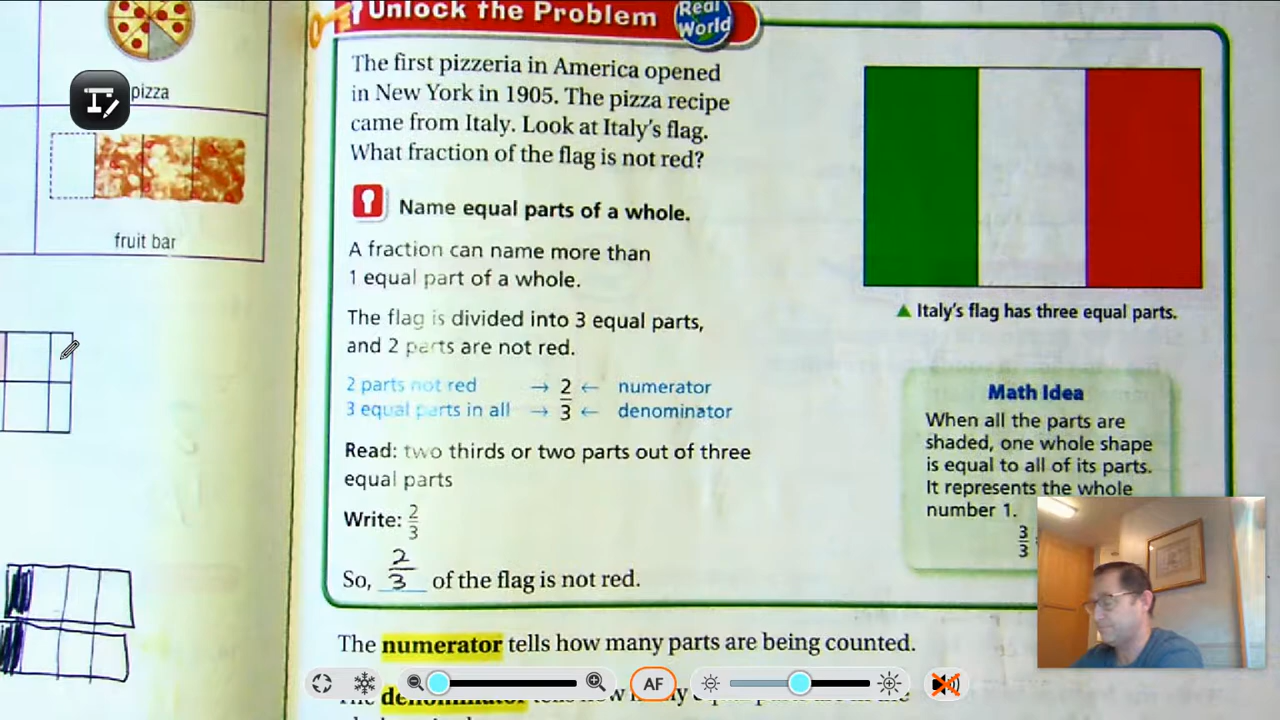 Unlock the Problem
Real
World
pizza
fruit bar
The first pizzeria in America opened
in New York in 1905. The pizza recipe
came from Italy. Look at Italy's flag.
What fraction of the flag is not red?
Name equal parts of a whole.
A fraction can name more than
1 equal part of a whole.
The flag is divided into 3 equal parts,
and 2 parts are not red.
2 parts not red → 2 ← numerator
3 equal parts in all → 3 ← denominator
Read: two thirds or two parts out of three
equal parts
Write: 2/3
So, 2/3 of the flag is not red.
▲ Italy's flag has three equal parts.
Math Idea
When all the parts are
shaded, one whole shape
is equal to all of its parts.
It represents the whole
number 1.
3/3
The numerator tells how many parts are being counted.
AF